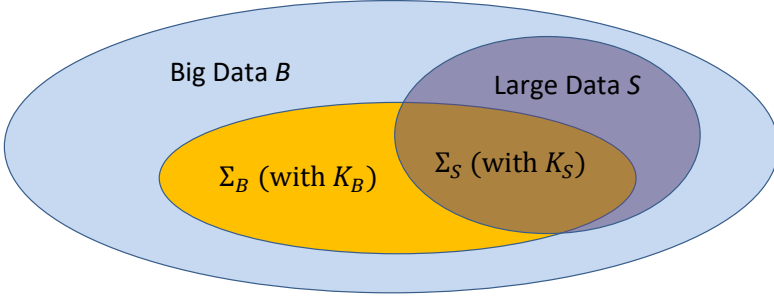 Big Data B
Large Data S
Σ_B (with K_B)
Σ_S (with K_S)